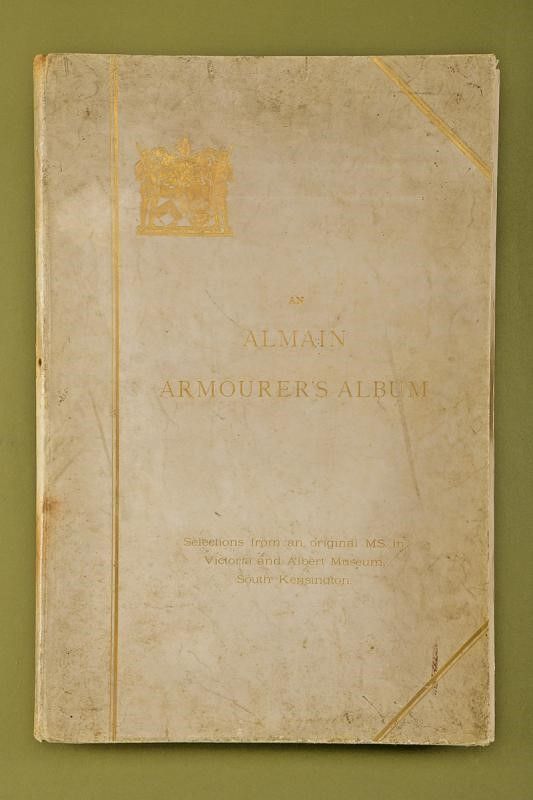 AN
ALMAIN
ARMOURER'S ALBUM
Selections from an original MS. in
Victoria and Albert Museum,
South Kensington.